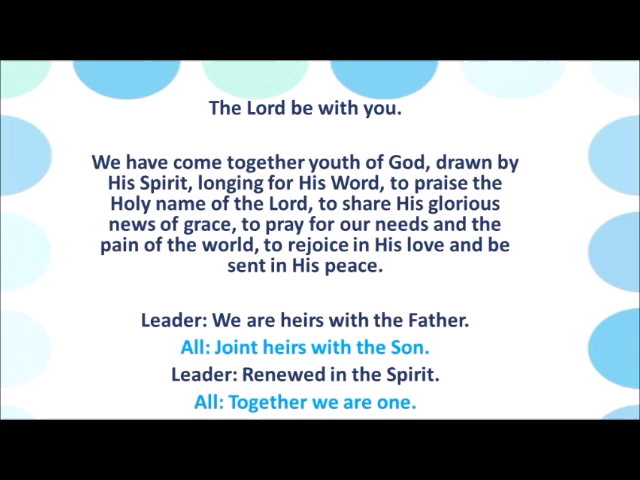 The Lord be with you.
We have come together youth of God, drawn by
His Spirit, longing for His Word, to praise the
Holy name of the Lord, to share His glorious
news of grace, to pray for our needs and the
pain of the world, to rejoice in His love and be
sent in His peace.
Leader: We are heirs with the Father.
All: Joint heirs with the Son.
Leader: Renewed in the Spirit.
All: Together we are one.